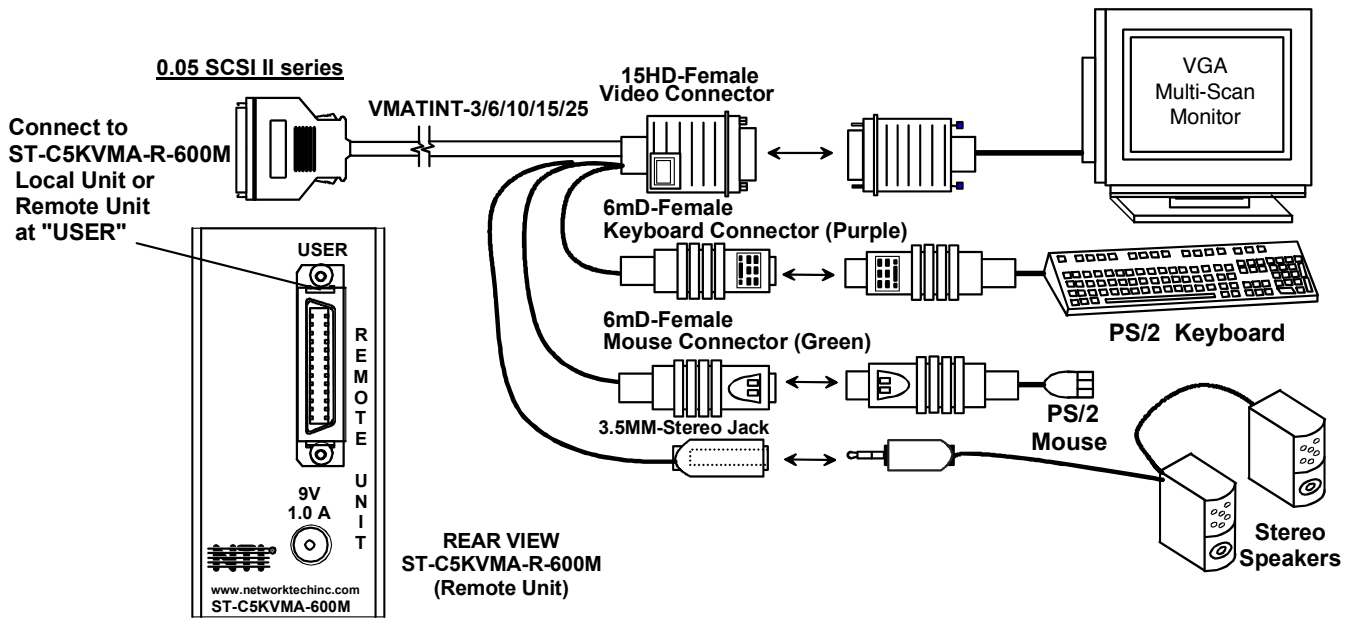 0.05 SCSI II series
VMATINT-3/6/10/15/25
15HD-Female
Video Connector
VGA
Multi-Scan
Monitor
Connect to
ST-C5KVMA-R-600M
Local Unit or
Remote Unit
at "USER"
6mD-Female
Keyboard Connector (Purple)
PS/2 Keyboard
6mD-Female
Mouse Connector (Green)
PS/2
Mouse
3.5MM-Stereo Jack
Stereo
Speakers
USER
REMOTE UNIT
9V
1.0 A
www.networktechinc.com
ST-C5KVMA-600M
REAR VIEW
ST-C5KVMA-R-600M
(Remote Unit)